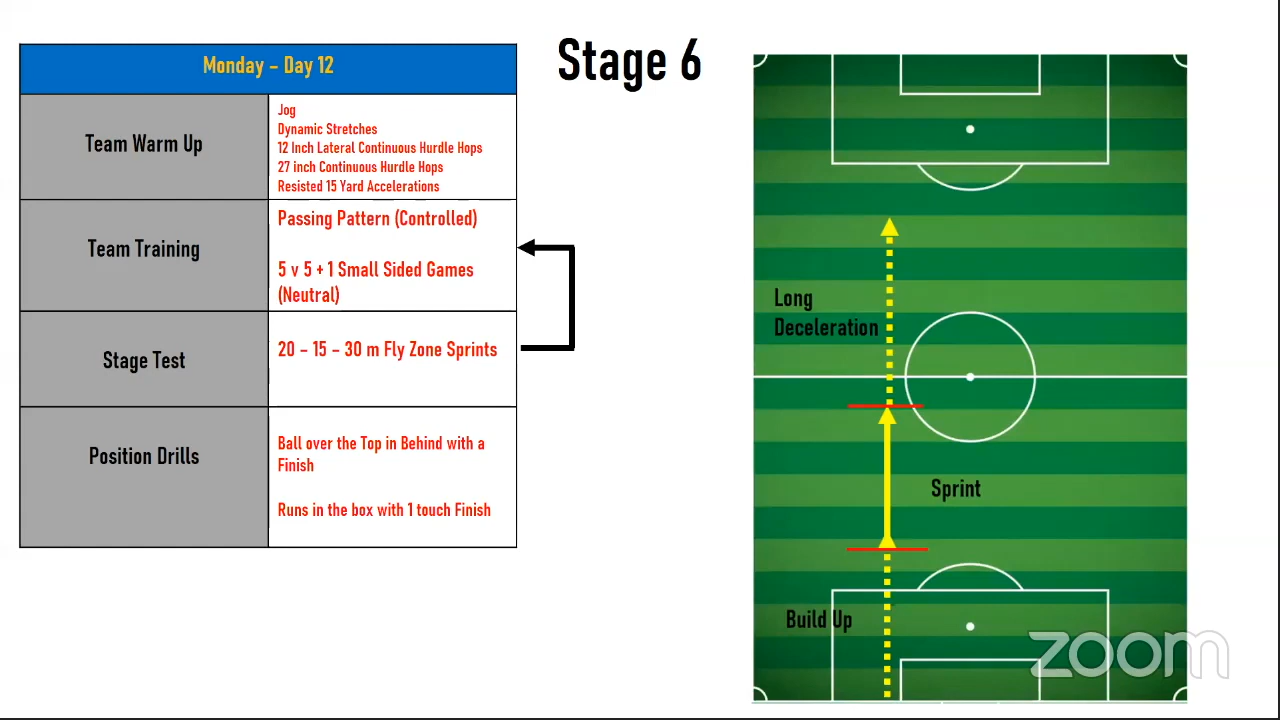 Stage 6
Monday – Day 12
Team Warm Up
Jog
Dynamic Stretches
12 Inch Lateral Continuous Hurdle Hops
27 inch Continuous Hurdle Hops
Resisted 15 Yard Accelerations
Team Training
Passing Pattern (Controlled)
5 v 5 + 1 Small Sided Games
(Neutral)
Stage Test
20 – 15 – 30 m Fly Zone Sprints
Position Drills
Ball over the Top in Behind with a
Finish
Runs in the box with 1 touch Finish
Long
Deceleration
Sprint
Build Up
zoom